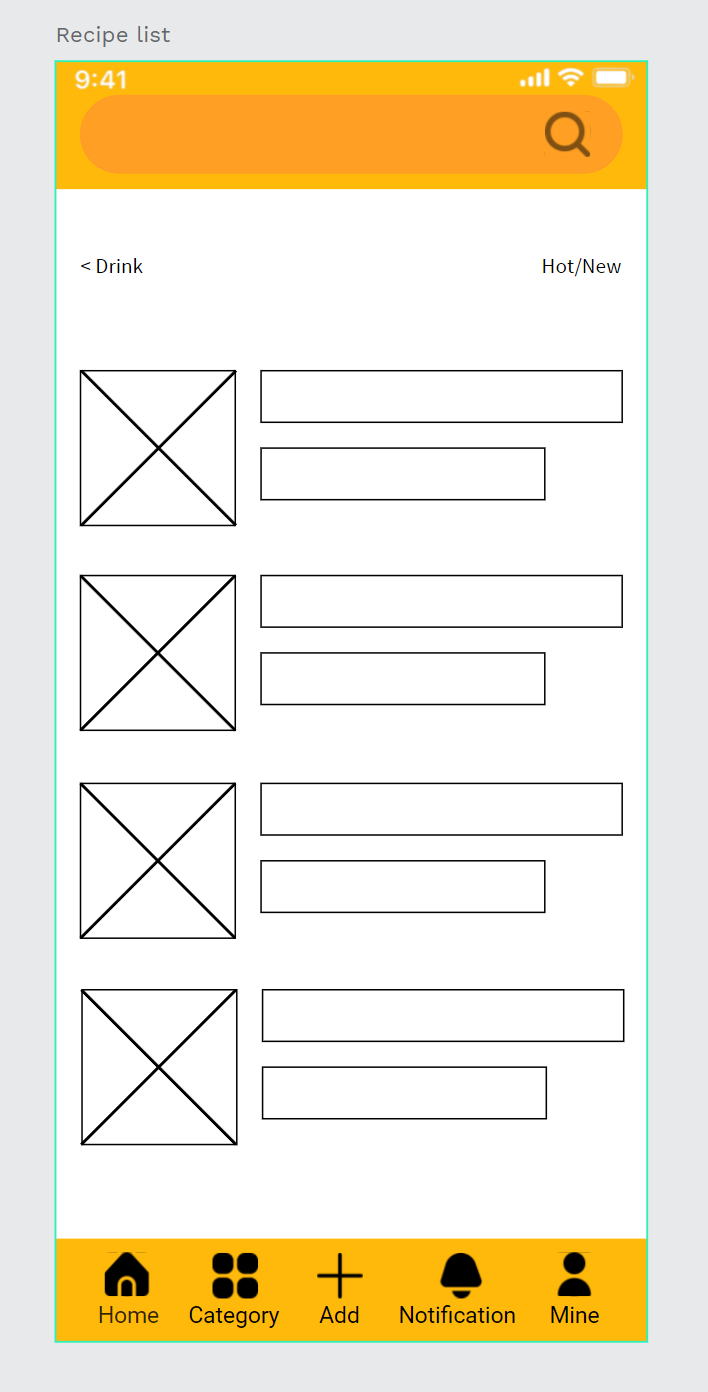 Recipe list
9:41
< Drink
Hot/New
Home
Category
Add
Notification
Mine